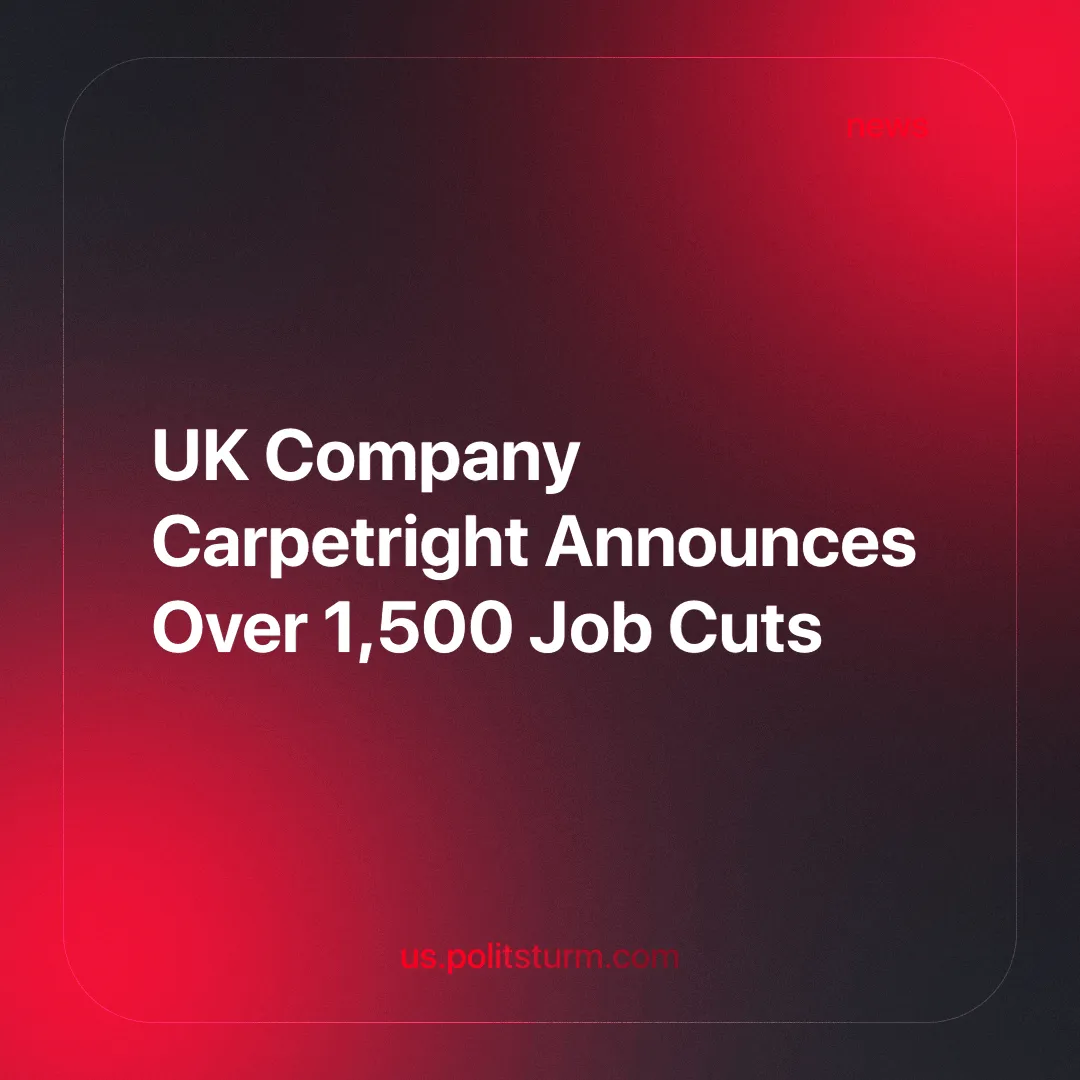 news
UK Company
Carpetright Announces
Over 1,500 Job Cuts
us.politsturm.com